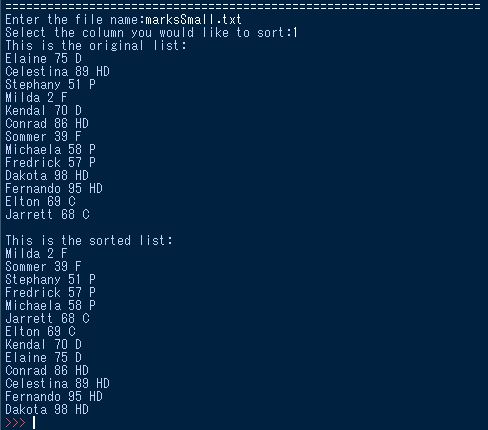 ====================================================================
Enter the file name:marksSmall.txt
Select the column you would like to sort:1
This is the original list:
Elaine 75 D
Celestina 89 HD
Stephany 51 P
Milda 2 F
Kendal 70 D
Conrad 86 HD
Sommer 39 F
Michaela 58 P
Fredrick 57 P
Dakota 98 HD
Fernando 95 HD
Elton 69 C
Jarrett 68 C

This is the sorted list:
Milda 2 F
Sommer 39 F
Stephany 51 P
Fredrick 57 P
Michaela 58 P
Jarrett 68 C
Elton 69 C
Kendal 70 D
Elaine 75 D
Conrad 86 HD
Celestina 89 HD
Fernando 95 HD
Dakota 98 HD
>>>